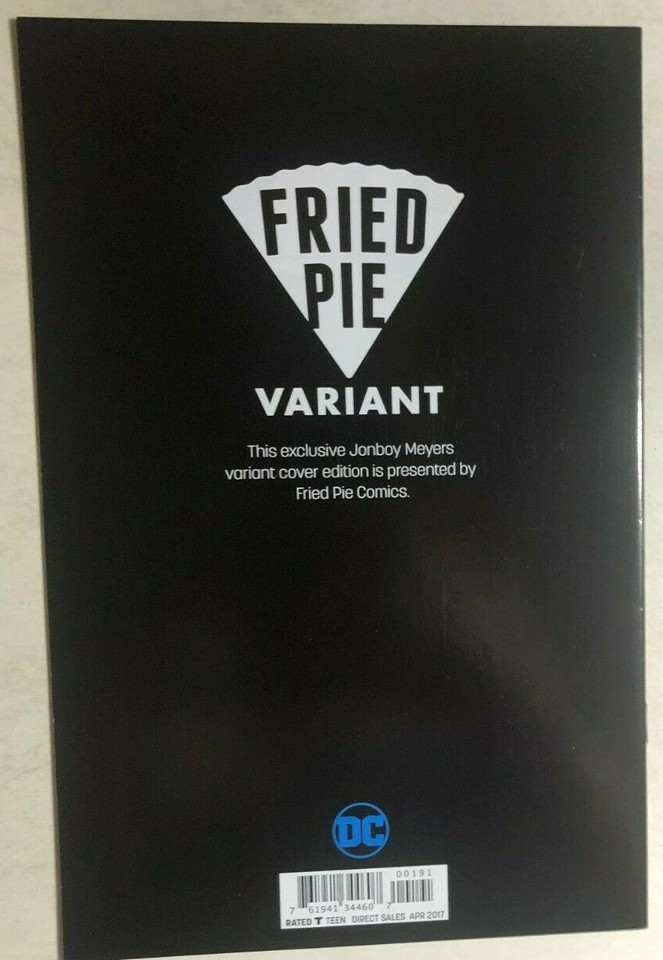 FRIED
PIE
VARIANT
This exclusive Jonboy Meyers
variant cover edition is presented by
Fried Pie Comics.
DC
00191
7 61941 34460 7
RATED T TEEN DIRECT SALES APR 2017